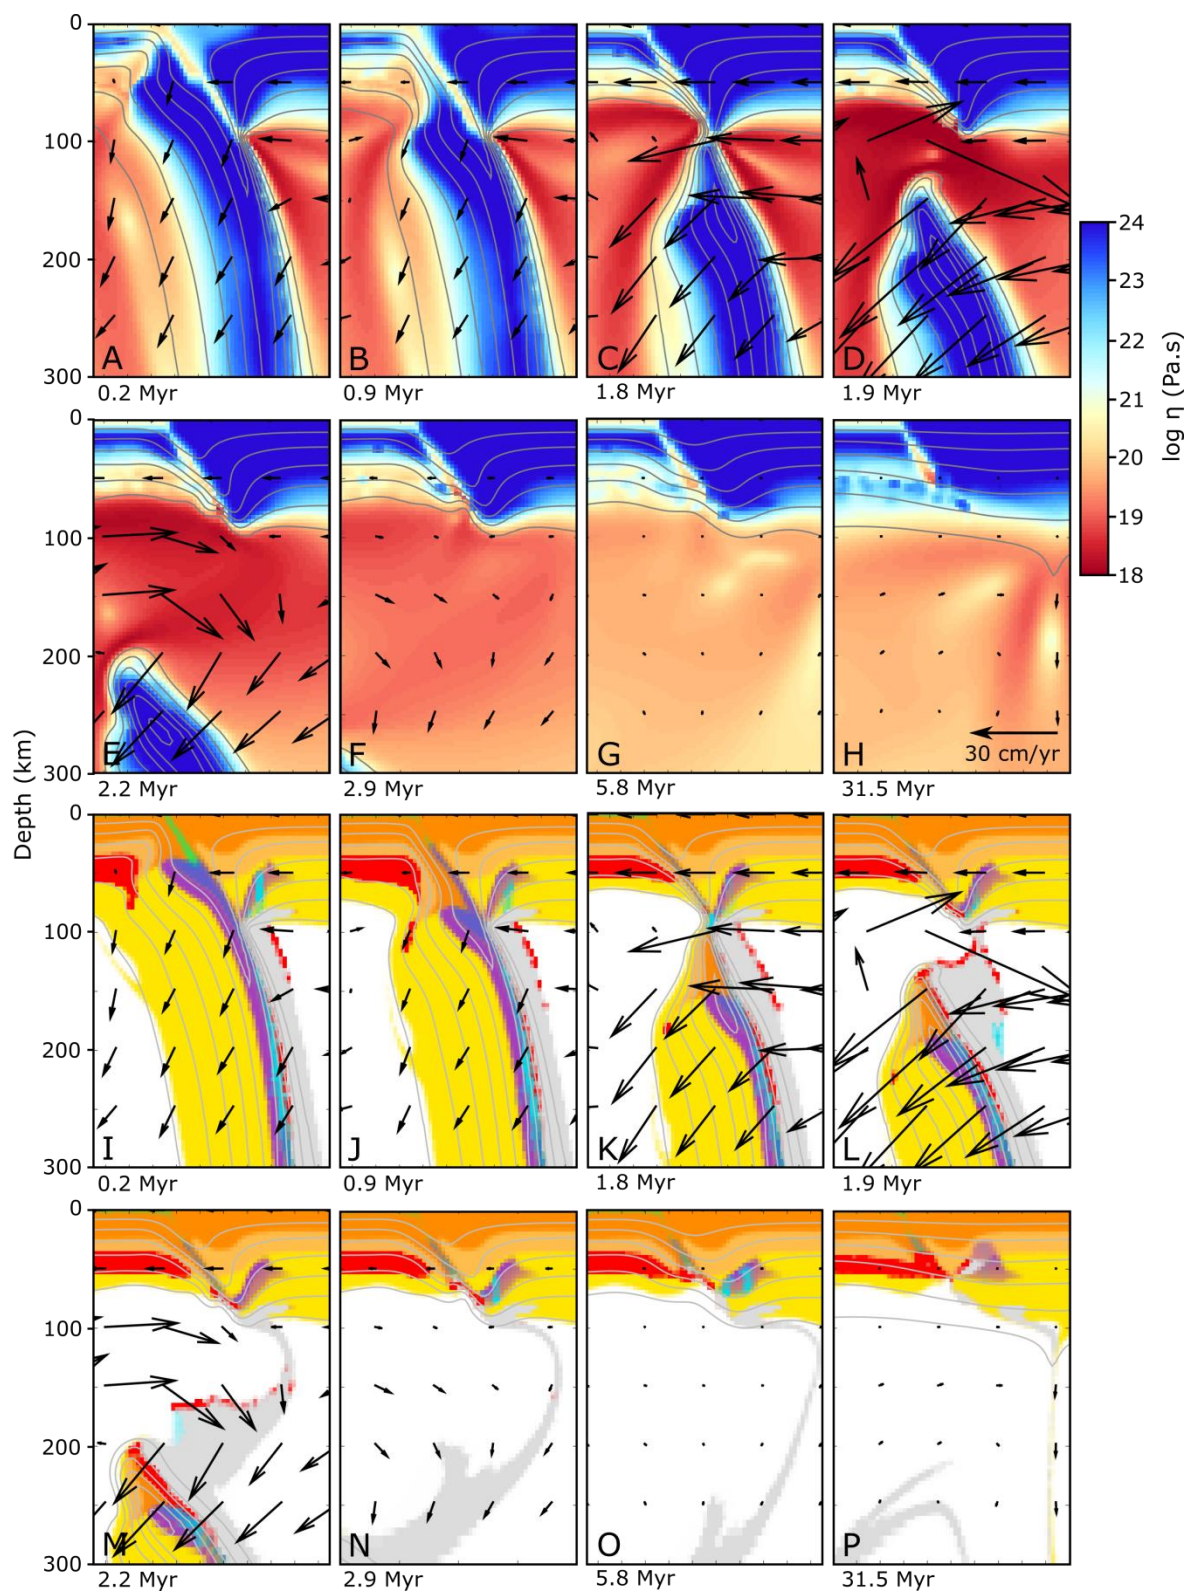 0
100
200
300
A
B
C
D
0.2 Myr
0.9 Myr
1.8 Myr
1.9 Myr
24
23
22
21
20
19
18
log η (Pa.s)
0
100
200
300
E
F
G
H
30 cm/yr
2.2 Myr
2.9 Myr
5.8 Myr
31.5 Myr
Depth (km)
0
100
200
300
I
J
K
L
0.2 Myr
0.9 Myr
1.8 Myr
1.9 Myr
0
100
200
300
M
N
O
P
2.2 Myr
2.9 Myr
5.8 Myr
31.5 Myr